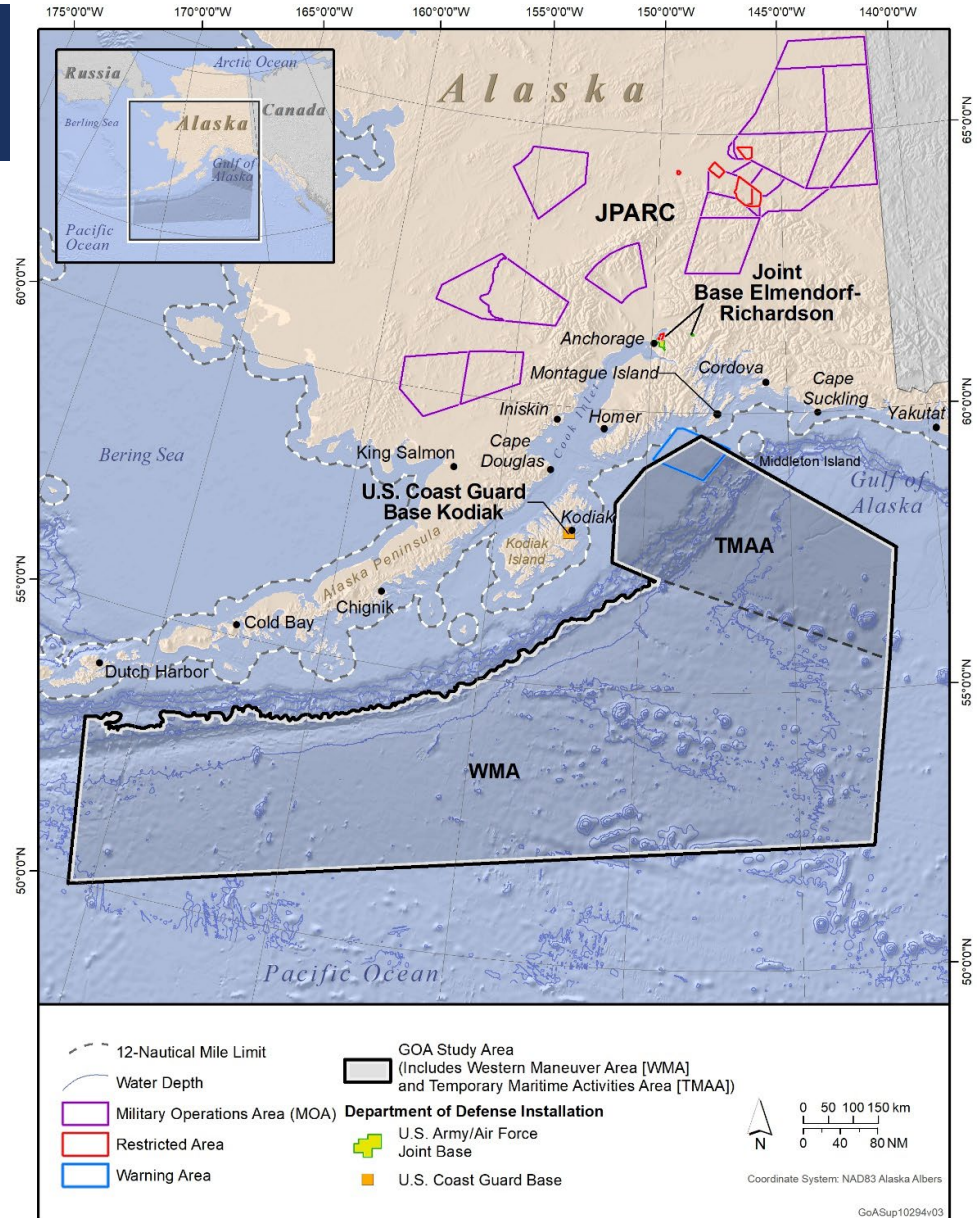 175°0'0"W
170°0'0"W
165°0'0"W
160°0'0"W
155°0'0"W
150°0'0"W
145°0'0"W
140°0'0"W
Russia
Arctic Ocean
Canada
Berling Sea
Alaska
Gulf of
Alaska
Pacific
Ocean
Alaska
65°0'0"N
JPARC
60°0'0"N
Joint
Base Elmendorf-
Richardson
Anchorage
Montague Island
Cordova
Cape
Suckling
Yakutat
60°0'0"N
Iniskin
Cook Inlet
Homer
Cape
Douglas
King Salmon
Bering Sea
Middleton Island
Gulf of
Alaska
U.S. Coast Guard
Base Kodiak
Kodiak
Kodiak
Island
TMAA
Alaska Peninsula
Chignik
55°0'0"N
Cold Bay
Dutch Harbor
55°0'0"N
WMA
50°0'0"N
50°0'0"N
Pacific Ocean
12-Nautical Mile Limit
Water Depth
Military Operations Area (MOA)
Restricted Area
Warning Area
GOA Study Area
(Includes Western Maneuver Area [WMA]
and Temporary Maritime Activities Area [TMAA])
Department of Defense Installation
U.S. Army/Air Force
Joint Base
U.S. Coast Guard Base
N
0 50 100 150 km
0 40 80 NM
Coordinate System: NAD83 Alaska Albers
GoASup10294v03